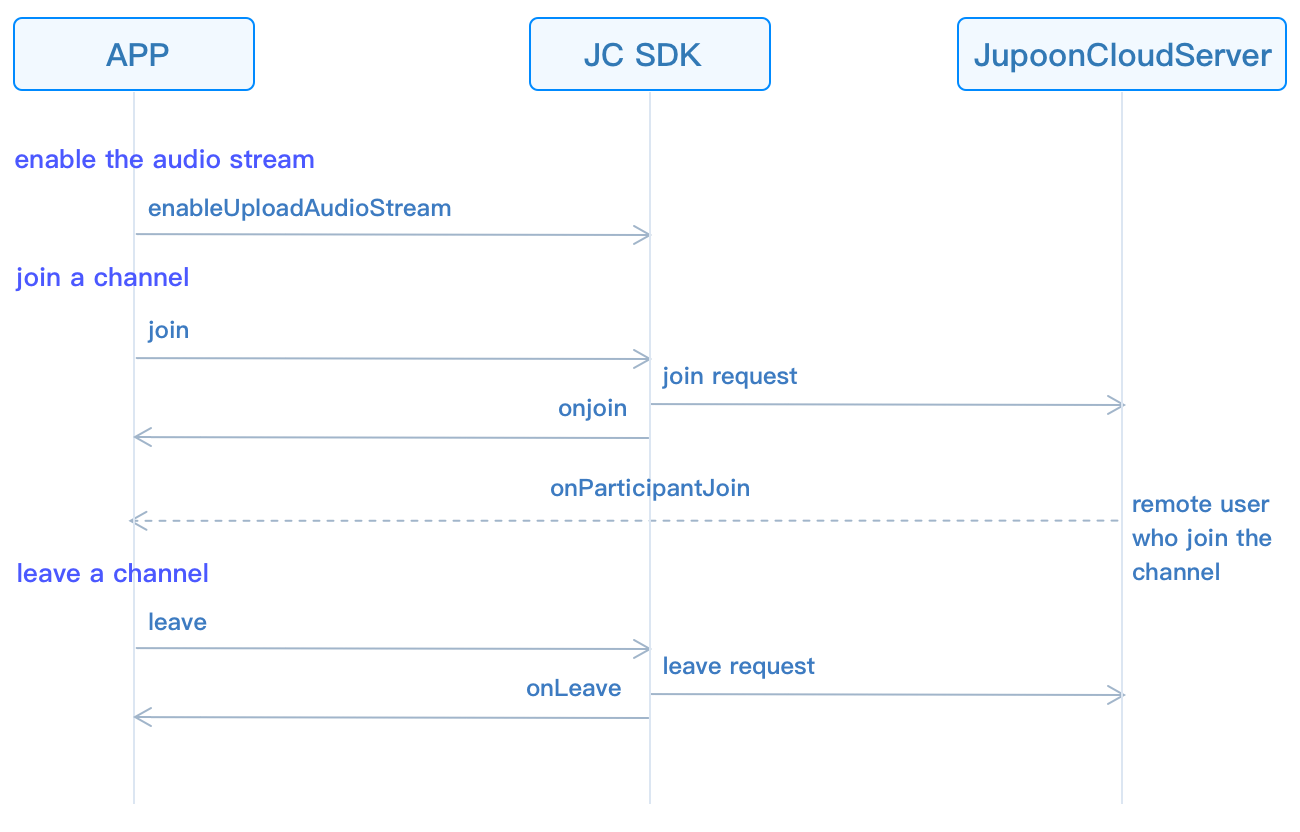 APP
JC SDK
JupoonCloudServer
enable the audio stream
enableUploadAudioStream
join a channel
join
join request
onjoin
onParticipantJoin
remote user
who join the
channel
leave a channel
leave
leave request
onLeave